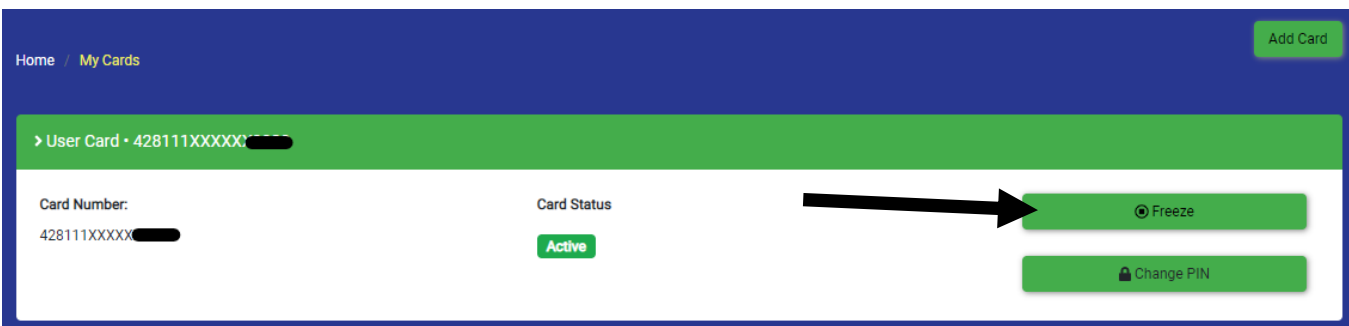 Add Card
Home / My Cards
User Card • 428111XXXXX
Card Number:
Card Status
Freeze
428111XXXXX
Active
Change PIN